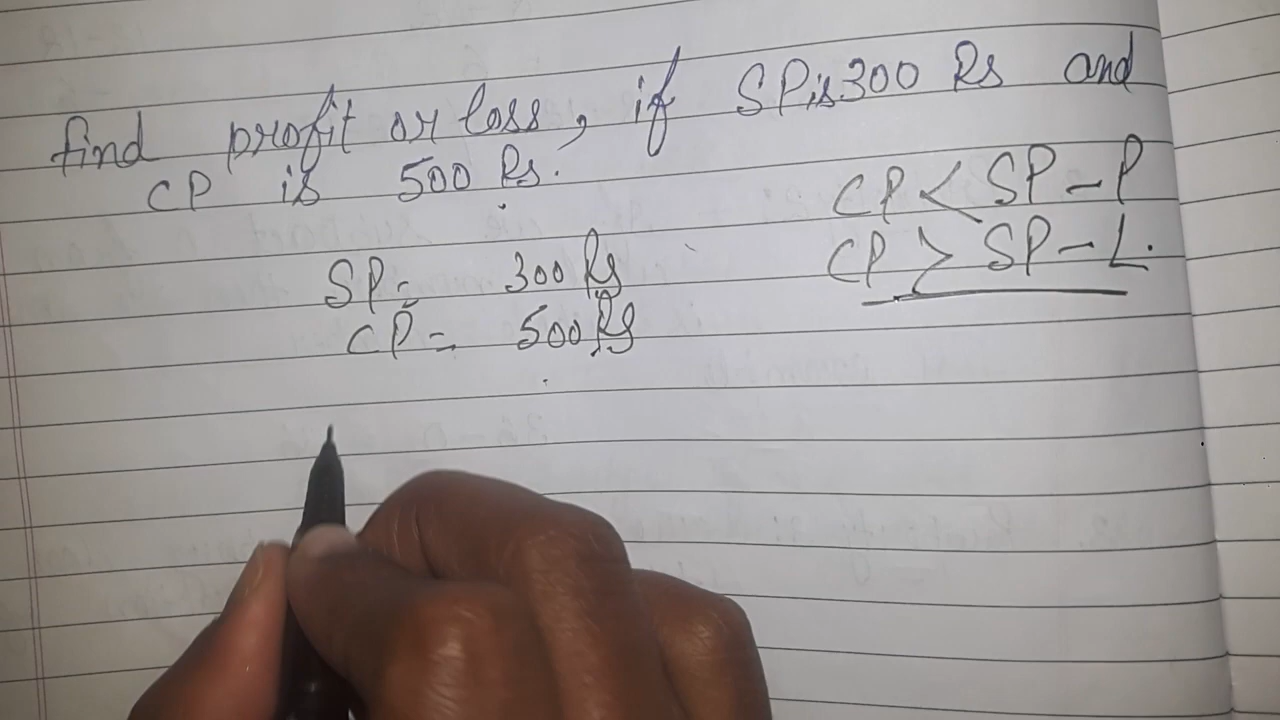 find profit or loss, if SP is 300 Rs and
CP is 500 Rs.
CP < SP - P
CP > SP - L.
SP = 300 Rs
CP = 500 Rs